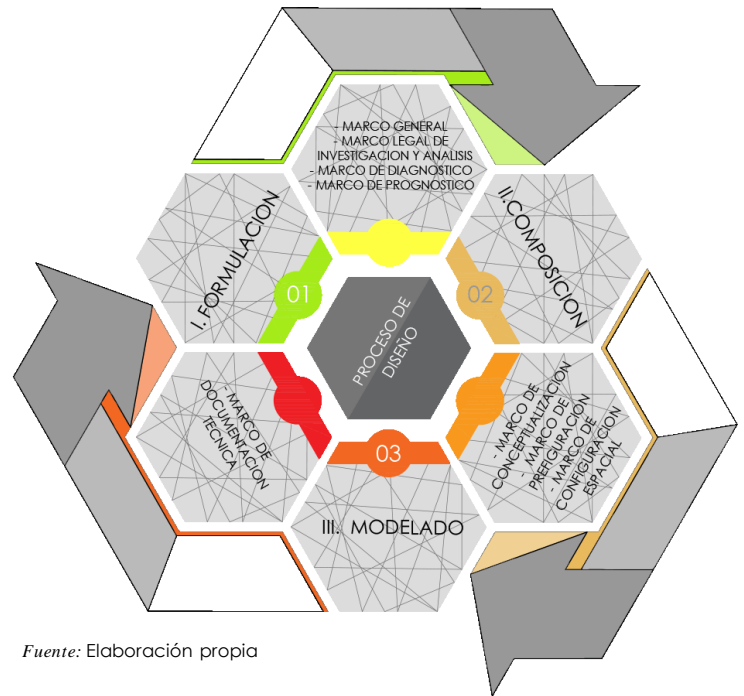 - MARCO GENERAL
- MARCO LEGAL DE
INVESTIGACION Y ANALISIS
- MARCO DE DIAGNOSTICO
- MARCO DE PROGNOSTICO
I. FORMULACION
01
II.COMPOSICION
02
PROCESO DE
DISEÑO
- MARCO DE
CONCEPTUALIZACIÓN
- MARCO DE
PREFIGURACIÓN
- MARCO DE
CONFIGURACION
ESPACIAL
- MARCO DE
DOCUMENTACION
TECNICA
03
III. MODELADO
Fuente: Elaboración propia